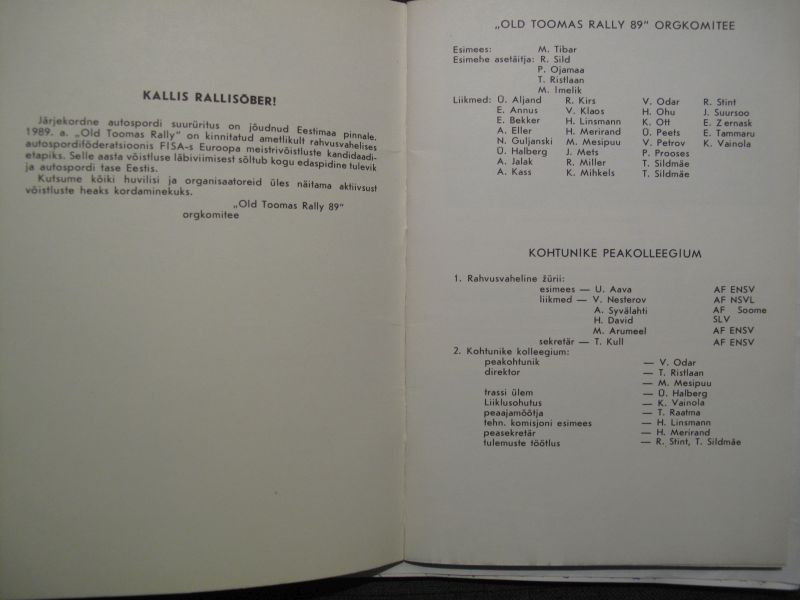 KALLIS RALLISÕBER!
Järjekordne autospordi suurüritus on jõudnud Eestimaa pinnale.
1989. a. „Old Toomas Rally" on kinnitatud ametlikult rahvusvahelises
autospordiföderatsioonis FISA-s Euroopa meistrivõistluste kandidaadi-
etapiks. Selle aasta võistluse läbiviimisest sõltub kogu edaspidine tulevik
ja autospordi tase Eestis.
Kutsume kõiki huvilisi ja organisaatoreid üles näitama aktiivsust
võistluste heaks kordaminekuks.
„Old Toomas Rally 89"
orgkomitee
„OLD TOOMAS RALLY 89" ORGKOMITEE
Esimees: M. Tibar
Esimehe asetäitja: R. Sild
P. Ojamaa
T. Ristlaan
M. Imelik
Liikmed: Ü. Aljand R. Kirs V. Odar R. Stint
E. Annus V. Klaos H. Ohu J. Suursoo
E. Bekker H. Linsmann K. Ott E. Zernask
A. Eller H. Merirand Ü. Peets E. Tammaru
N. Guljanski M. Mesipuu V. Petrov K. Vainola
Ü. Halberg J. Mets P. Prooses
A. Jalak R. Miller T. Sildmäe
A. Kass K. Mihkels T. Sildmäe
KOHTUNIKE PEAKOLLEEGIUM
1. Rahvusvaheline žürii:
esimees — U. Aava AF ENSV
liikmed — V. Nesterov AF NSVL
A. Syvälahti AF Soome
H. David SLV
M. Arumeel AF ENSV
sekretär — T. Kull AF ENSV
2. Kohtunike kolleegium:
peakohtunik — V. Odar
direktor — T. Ristlaan
— M. Mesipuu
trassi ülem — Ü. Halberg
Liiklusohutus — K. Vainola
peaajamõõtja — T. Raatma
tehn. komisjoni esimees — H. Linsmann
peasekretär — H. Merirand
tulemuste töötlus — R. Stint, T. Sildmäe